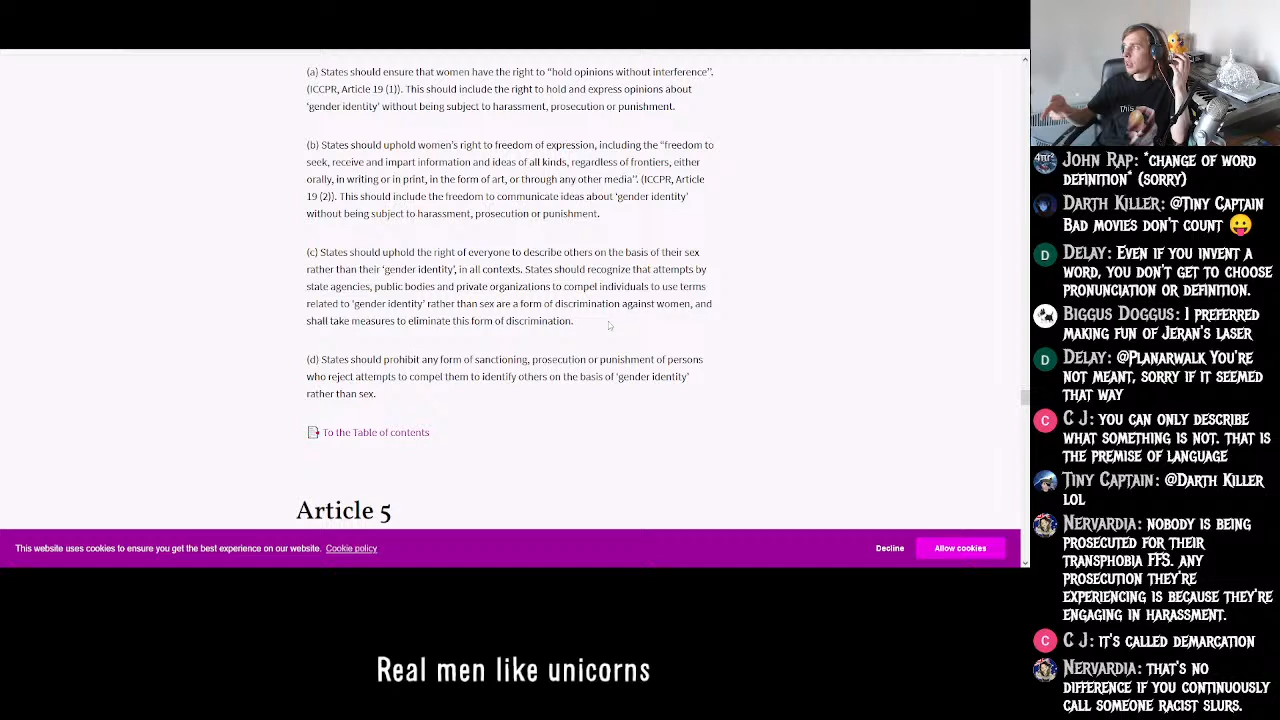 (a) States should ensure that women have the right to “hold opinions without interference”.
(ICCPR, Article 19 (1)). This should include the right to hold and express opinions about
‘gender identity’ without being subject to harassment, prosecution or punishment.
(b) States should uphold women’s right to freedom of expression, including the “freedom to
seek, receive and impart information and ideas of all kinds, regardless of frontiers, either
orally, in writing or in print, in the form of art, or through any other media”. (ICCPR, Article
19 (2)). This should include the freedom to communicate ideas about ‘gender identity’
without being subject to harassment, prosecution or punishment.
(c) States should uphold the right of everyone to describe others on the basis of their sex
rather than their ‘gender identity’, in all contexts. States should recognize that attempts by
state agencies, public bodies and private organizations to compel individuals to use terms
related to ‘gender identity’ rather than sex are a form of discrimination against women, and
shall take measures to eliminate this form of discrimination.
(d) States should prohibit any form of sanctioning, prosecution or punishment of persons
who reject attempts to compel them to identify others on the basis of ‘gender identity’
rather than sex.
To the Table of contents
Article 5
This website uses cookies to ensure you get the best experience on our website. Cookie policy
Decline
Allow cookies
Real men like unicorns
This
4πr²
John Rap: *change of word
definition* (sorry)
Darth Killer: @Tiny Captain
Bad movies don't count 😛
D
Delay: Even if you invent a
word, you don't get to choose
pronunciation or definition.
Biggus Doggus: I preferred
making fun of Jeran's laser
D
Delay: @Planarwalk You're
not meant, sorry if it seemed
that way
C
C J: you can only describe
what something is not. that is
the premise of language
Tiny Captain: @Darth Killer
lol
Nervardia: Nobody is being
prosecuted for their
transphobia ffs. Any
prosecution they're
experiencing is because they're
engaging in harassment.
C
C J: it's called demarcation
Nervardia: That's no
difference if you continuously
call someone racist slurs.